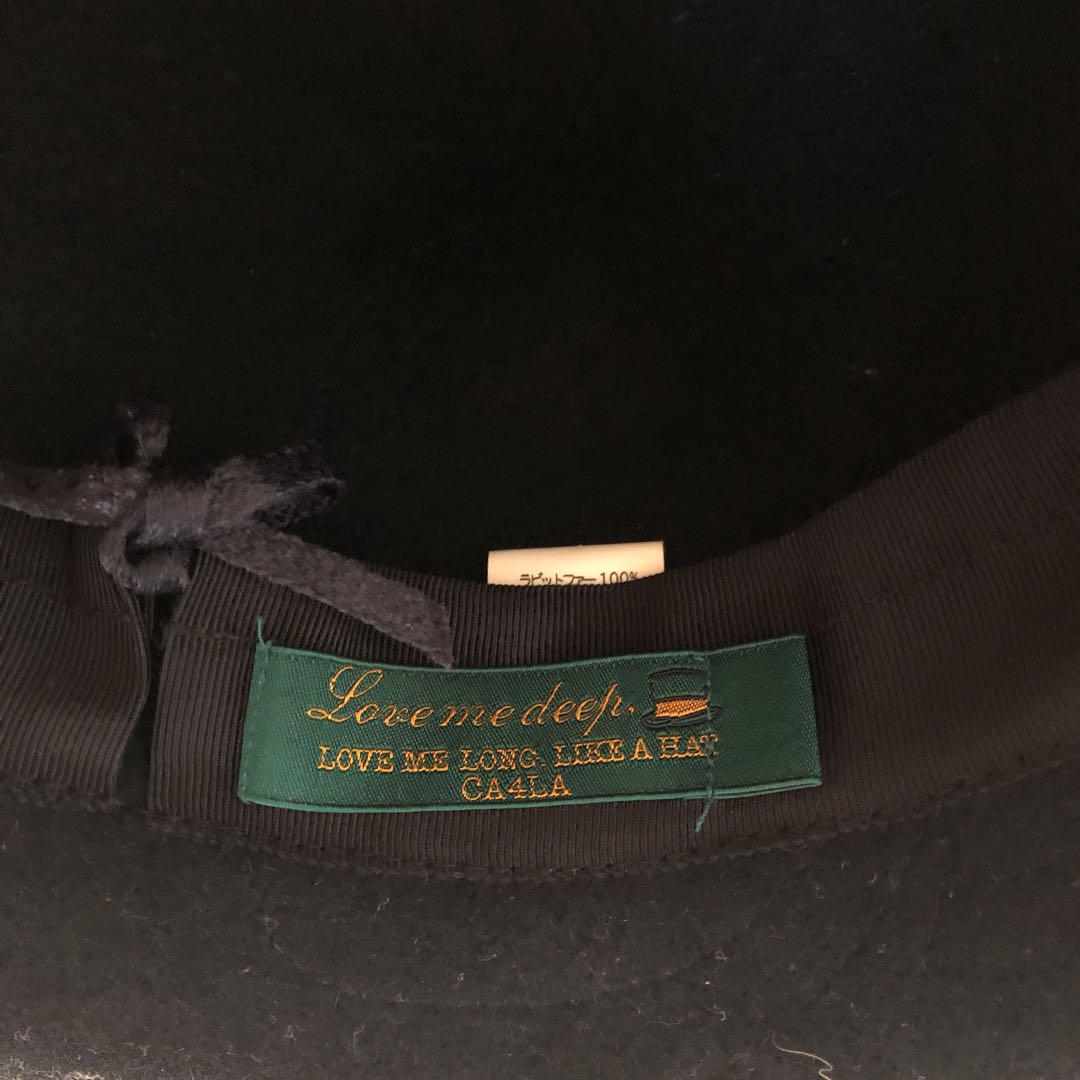 ラビットファー100%
Love me deep.
LOVE ME LONG. LIKE A HAT
CA4LA